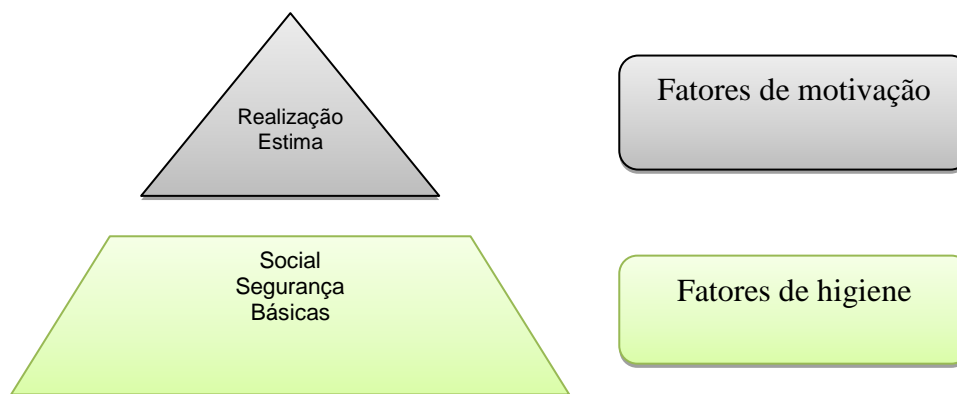 Realização
Estima
Fatores de motivação
Social
Segurança
Básicas
Fatores de higiene